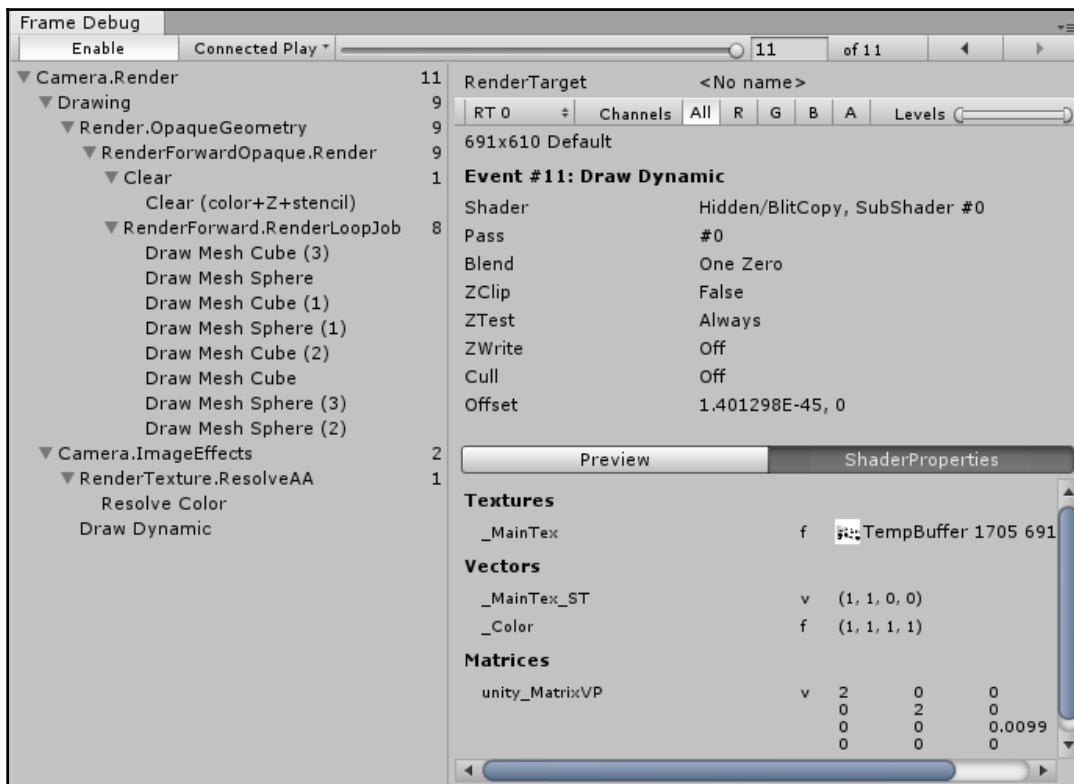 Frame Debug
Enable Connected Play 11 of 11
Camera.Render 11
Drawing 9
Render.OpaqueGeometry 9
RenderForwardOpaque.Render 9
Clear 1
Clear (color+Z+stencil)
RenderForward.RenderLoopJob 8
Draw Mesh Cube (3)
Draw Mesh Sphere
Draw Mesh Cube (1)
Draw Mesh Sphere (1)
Draw Mesh Cube (2)
Draw Mesh Cube
Draw Mesh Sphere (3)
Draw Mesh Sphere (2)
Camera.ImageEffects 2
RenderTexture.ResolveAA 1
Resolve Color
Draw Dynamic
RenderTarget <No name>
RT 0 Channels All R G B A Levels
691x610 Default
Event #11: Draw Dynamic
Shader Hidden/BlitCopy, SubShader #0
Pass #0
Blend One Zero
ZClip False
ZTest Always
ZWrite Off
Cull Off
Offset 1.401298E-45, 0
Preview ShaderProperties
Textures
_MainTex f TempBuffer 1705 691
Vectors
_MainTex_ST v (1, 1, 0, 0)
_Color f (1, 1, 1, 1)
Matrices
unity_MatrixVP v 2 0 0
0 2 0
0 0 0.0099
0 0 0